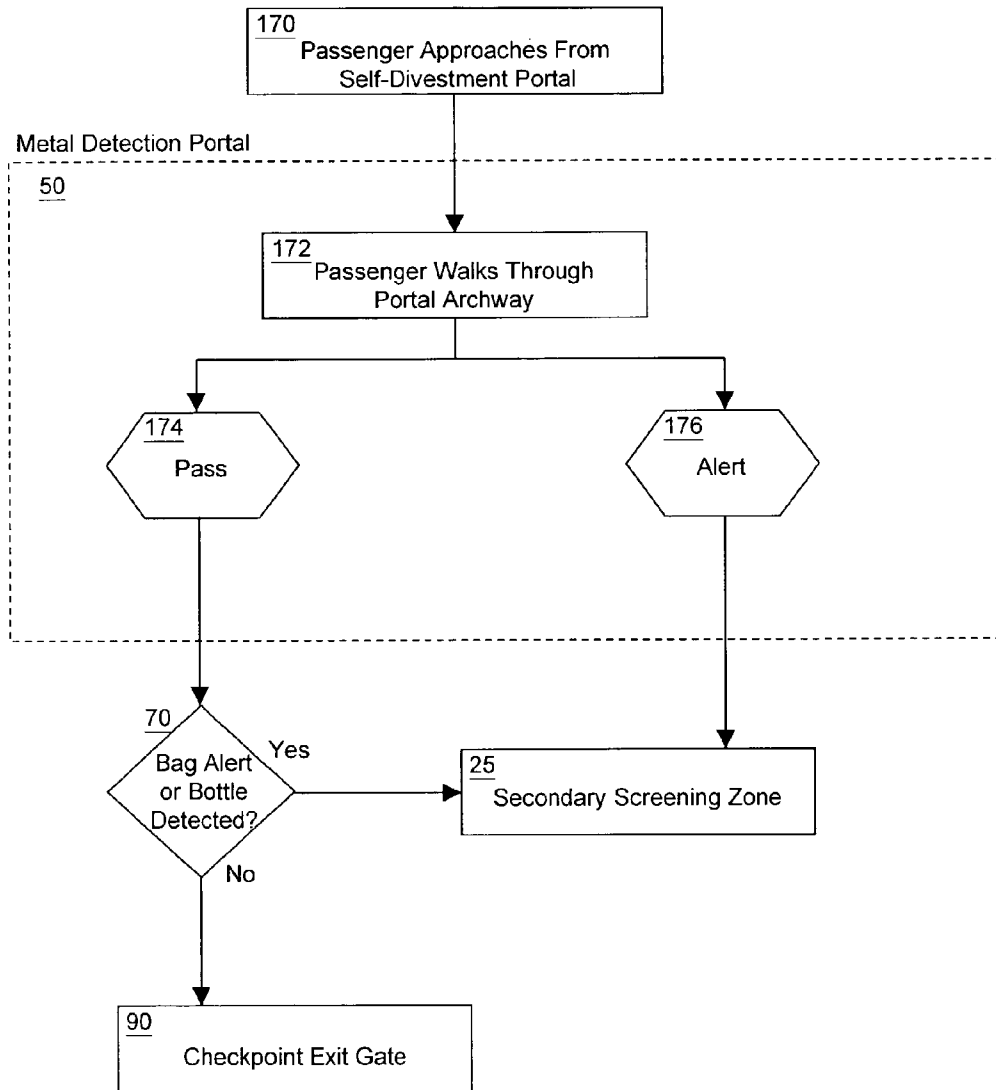 170
Passenger Approaches From
Self-Divestment Portal
Metal Detection Portal
50
172
Passenger Walks Through
Portal Archway
174
Pass
176
Alert
70
Bag Alert
or Bottle
Detected?
Yes
No
25
Secondary Screening Zone
90
Checkpoint Exit Gate